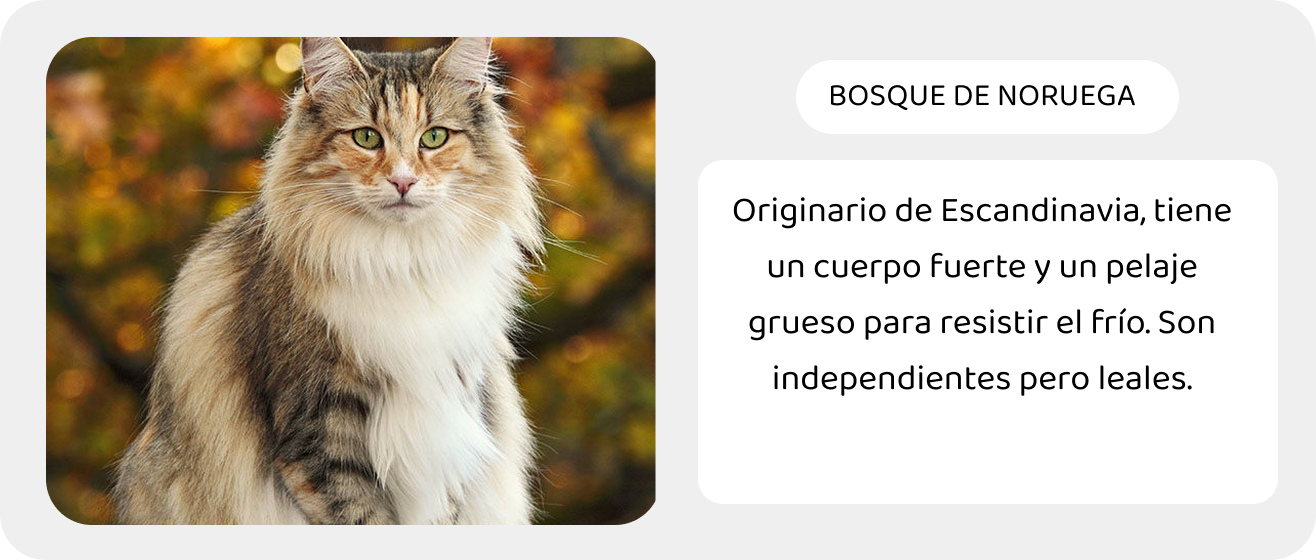 BOSQUE DE NORUEGA
Originario de Escandinavia, tiene
un cuerpo fuerte y un pelaje
grueso para resistir el frío. Son
independientes pero leales.